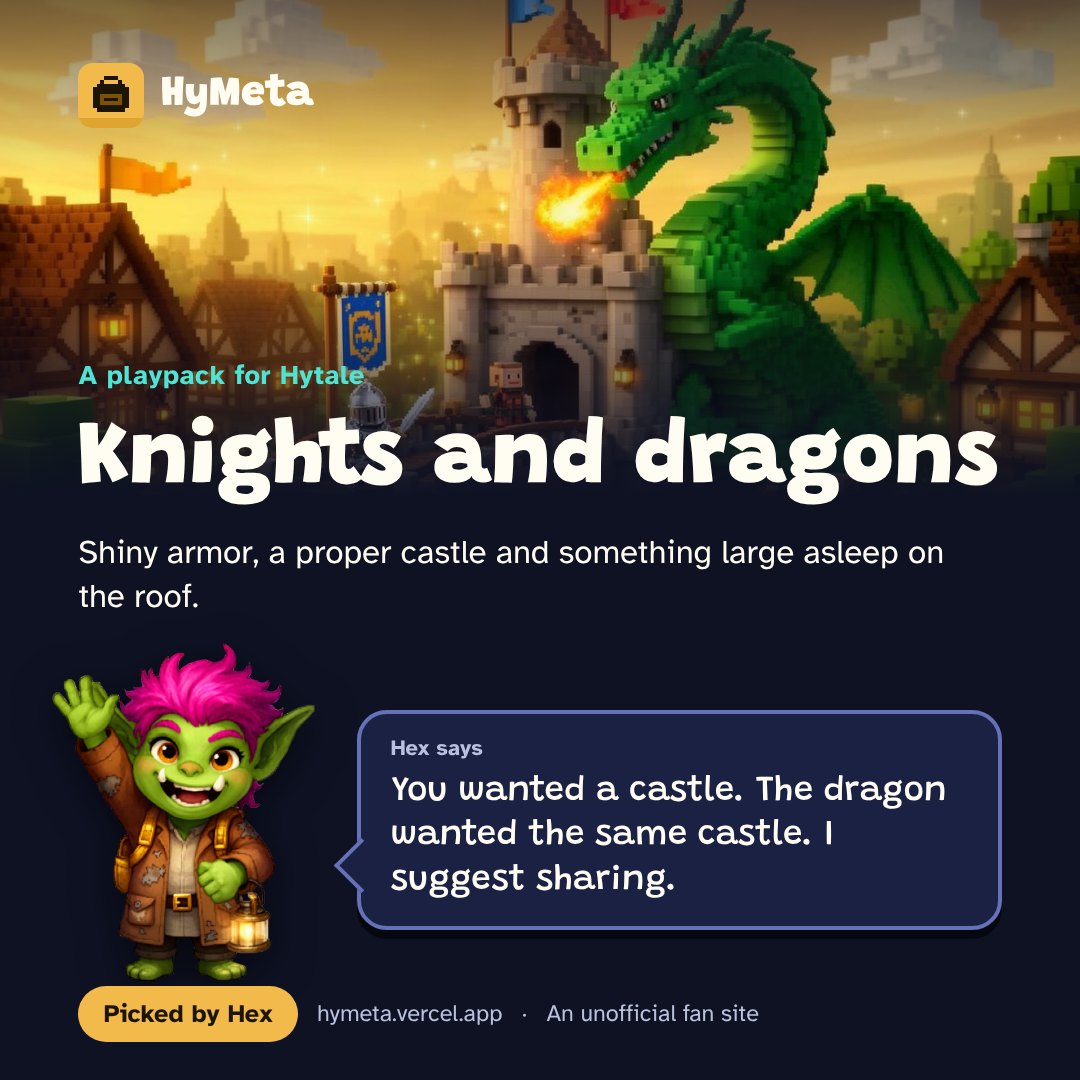 HyMeta
A playpack for Hytale
Knights and dragons
Shiny armor, a proper castle and something large asleep on
the roof.
Hex says
You wanted a castle. The dragon
wanted the same castle. I
suggest sharing.
Picked by Hex
hymeta.vercel.app · An unofficial fan site